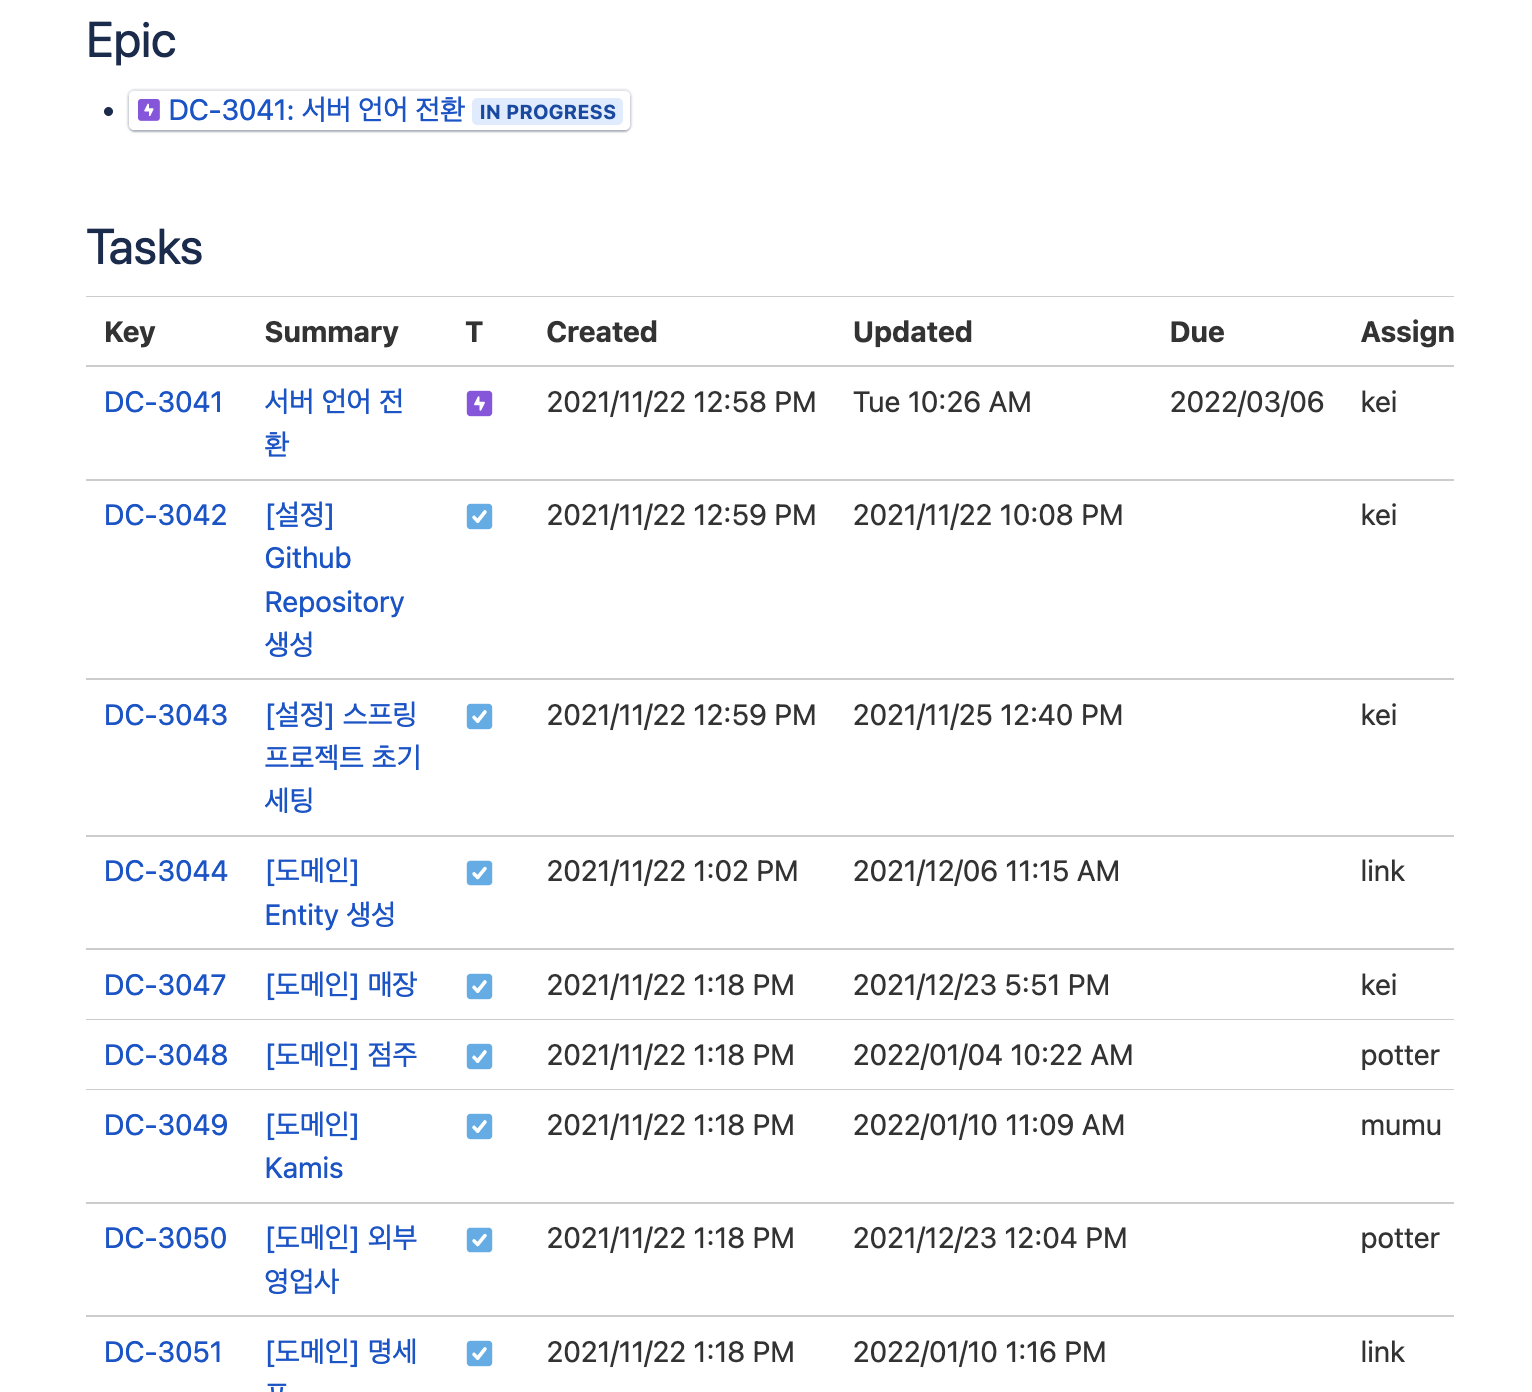 Epic
• DC-3041: 서버 언어 전환 IN PROGRESS
Tasks
Key Summary T Created Updated Due Assign
DC-3041 서버 언어 전 2021/11/22 12:58 PM Tue 10:26 AM 2022/03/06 kei
환
DC-3042 [설정] 2021/11/22 12:59 PM 2021/11/22 10:08 PM kei
Github
Repository
생성
DC-3043 [설정] 스프링 2021/11/22 12:59 PM 2021/11/25 12:40 PM kei
프로젝트 초기
세팅
DC-3044 [도메인] 2021/11/22 1:02 PM 2021/12/06 11:15 AM link
Entity 생성
DC-3047 [도메인] 매장 2021/11/22 1:18 PM 2021/12/23 5:51 PM kei
DC-3048 [도메인] 점주 2021/11/22 1:18 PM 2022/01/04 10:22 AM potter
DC-3049 [도메인] 2021/11/22 1:18 PM 2022/01/10 11:09 AM mumu
Kamis
DC-3050 [도메인] 외부 2021/11/22 1:18 PM 2021/12/23 12:04 PM potter
영업사
DC-3051 [도메인] 명세 2021/11/22 1:18 PM 2022/01/10 1:16 PM link